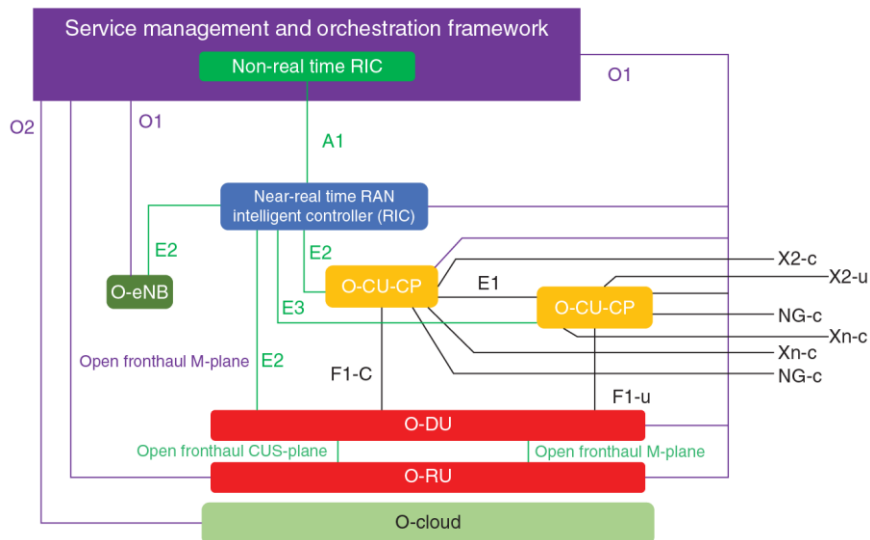 Service management and orchestration framework
Non-real time RIC
O1
O2
O1
A1
Near-real time RAN
intelligent controller (RIC)
E2
E2
X2-c
X2-u
O-eNB
O-CU-CP
E1
O-CU-CP
E3
NG-c
Xn-c
Xn-c
Open fronthaul M-plane
E2
F1-C
NG-c
F1-u
O-DU
Open fronthaul CUS-plane
Open fronthaul M-plane
O-RU
O-cloud